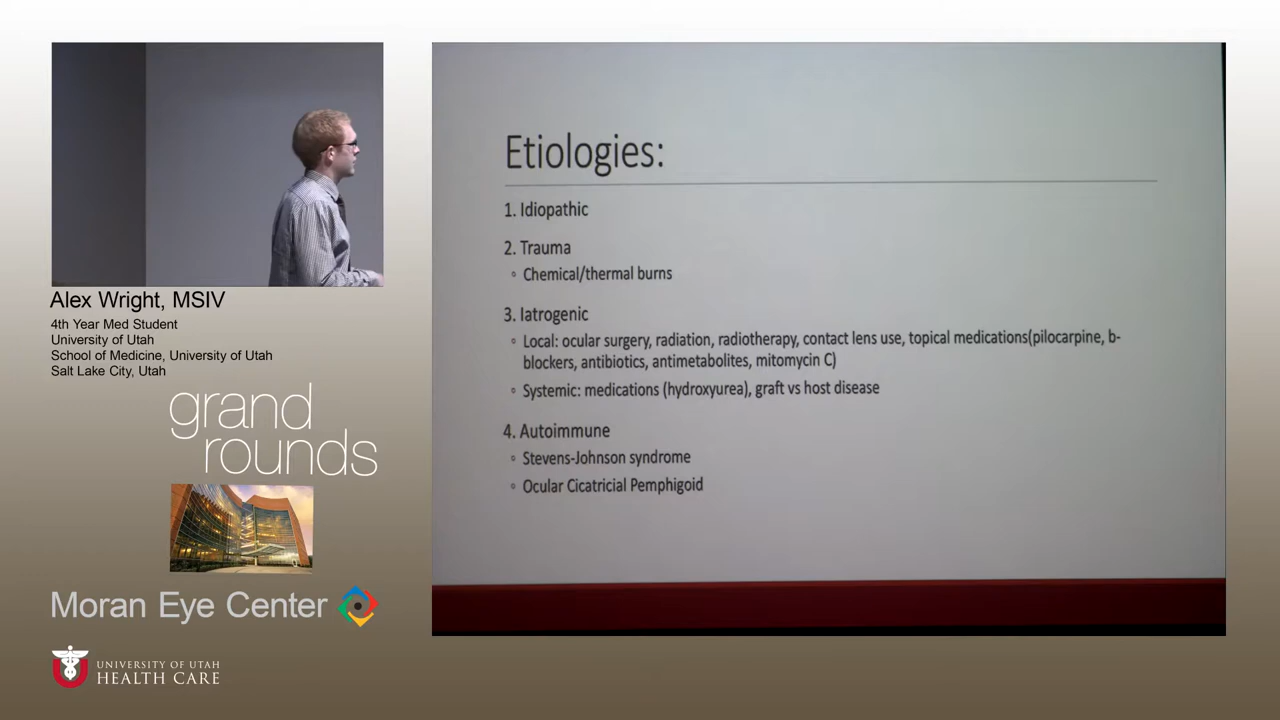 Alex Wright, MSIV
4th Year Med Student
University of Utah
School of Medicine, University of Utah
Salt Lake City, Utah
grand
rounds
Moran Eye Center
UNIVERSITY OF UTAH
HEALTH CARE
Etiologies:
1. Idiopathic
2. Trauma
◦ Chemical/thermal burns
3. Iatrogenic
◦ Local: ocular surgery, radiation, radiotherapy, contact lens use, topical medications(pilocarpine, b-
blockers, antibiotics, antimetabolites, mitomycin C)
◦ Systemic: medications (hydroxyurea), graft vs host disease
4. Autoimmune
◦ Stevens-Johnson syndrome
◦ Ocular Cicatricial Pemphigoid